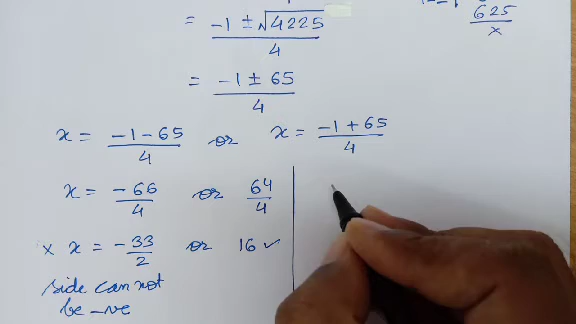 = (-1 ± √4225)/4
625/x
= (-1 ± 65)/4
x = (-1 - 65)/4 or x = (-1 + 65)/4
x = -66/4 or 64/4
× x = -33/2 or 16 ✓
side can not
be -ve